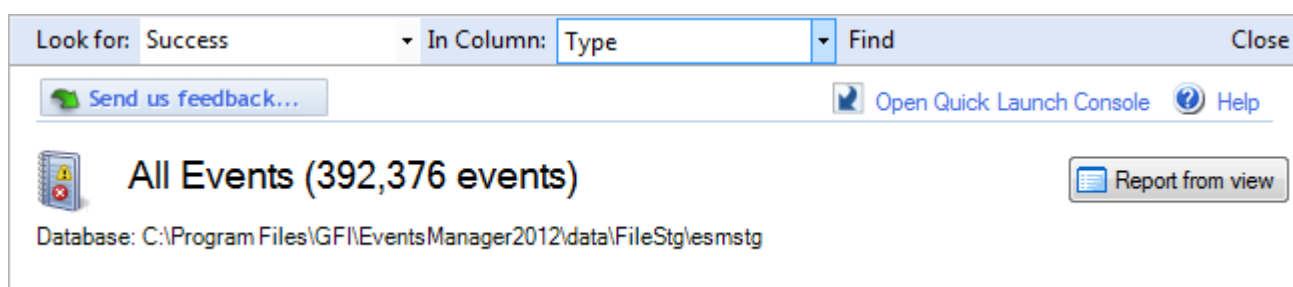 Look for: Success In Column: Type Find Close
Send us feedback... Open Quick Launch Console Help
All Events (392,376 events) Report from view
Database: C:\Program Files\GFI\EventsManager2012\data\FileStg\esmstg